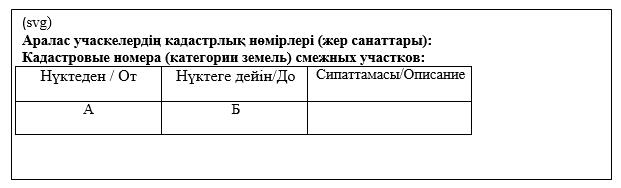 (svg)
Аралас учаскелердің кадастрлық нөмірлері (жер санаттары):
Кадастровые номера (категории земель) смежных участков:
Нүктеден / От Нүктеге дейін/До Сипаттамасы/Описание
А Б